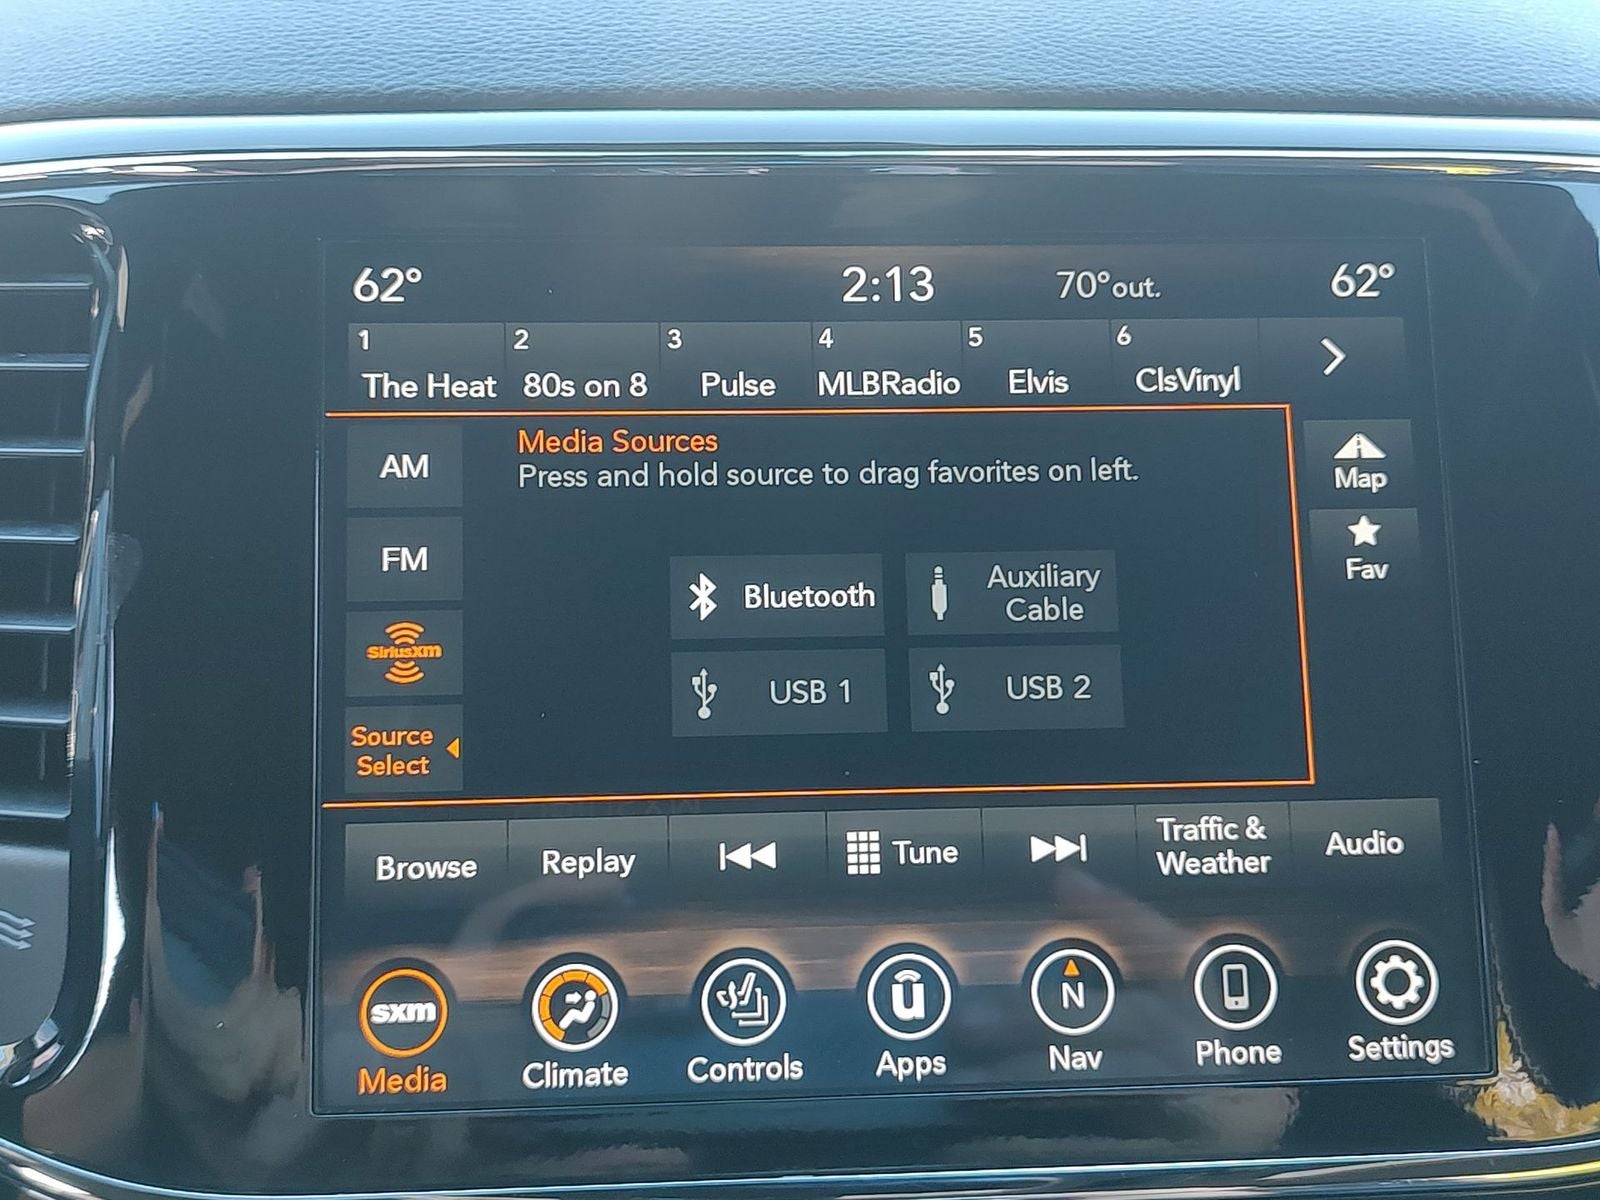 62° 2:13 70°out. 62°
1 2 3 4 5 6
The Heat 80s on 8 Pulse MLBRadio Elvis ClsVinyl
AM
Media Sources
Press and hold source to drag favorites on left.
Map
FM
Fav
Bluetooth
Auxiliary
Cable
SiriusXM
USB 1
USB 2
Source
Select
Browse
Replay
Tune
Traffic &
Weather
Audio
sxm
u
N
Media Climate Controls Apps Nav Phone Settings